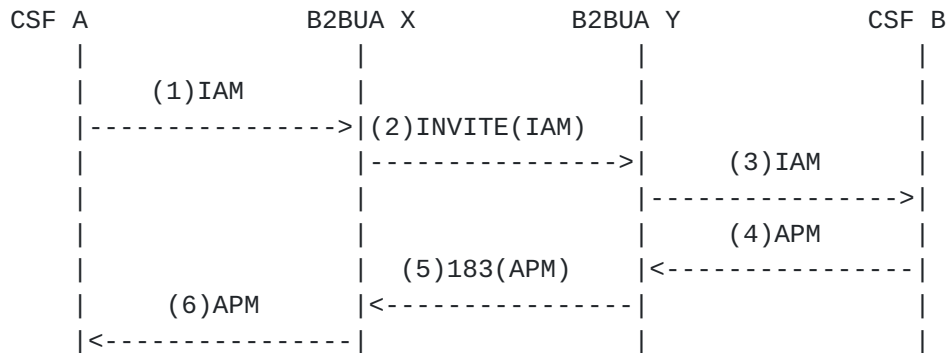 CSF A B2BUA X B2BUA Y CSF B
| | | |
| (1)IAM | | |
|---------------->|(2)INVITE(IAM) | |
| |---------------->| (3)IAM |
| | |---------------->|
| | | (4)APM |
| | (5)183(APM) |<----------------|
| (6)APM |<----------------| |
|<----------------| | |